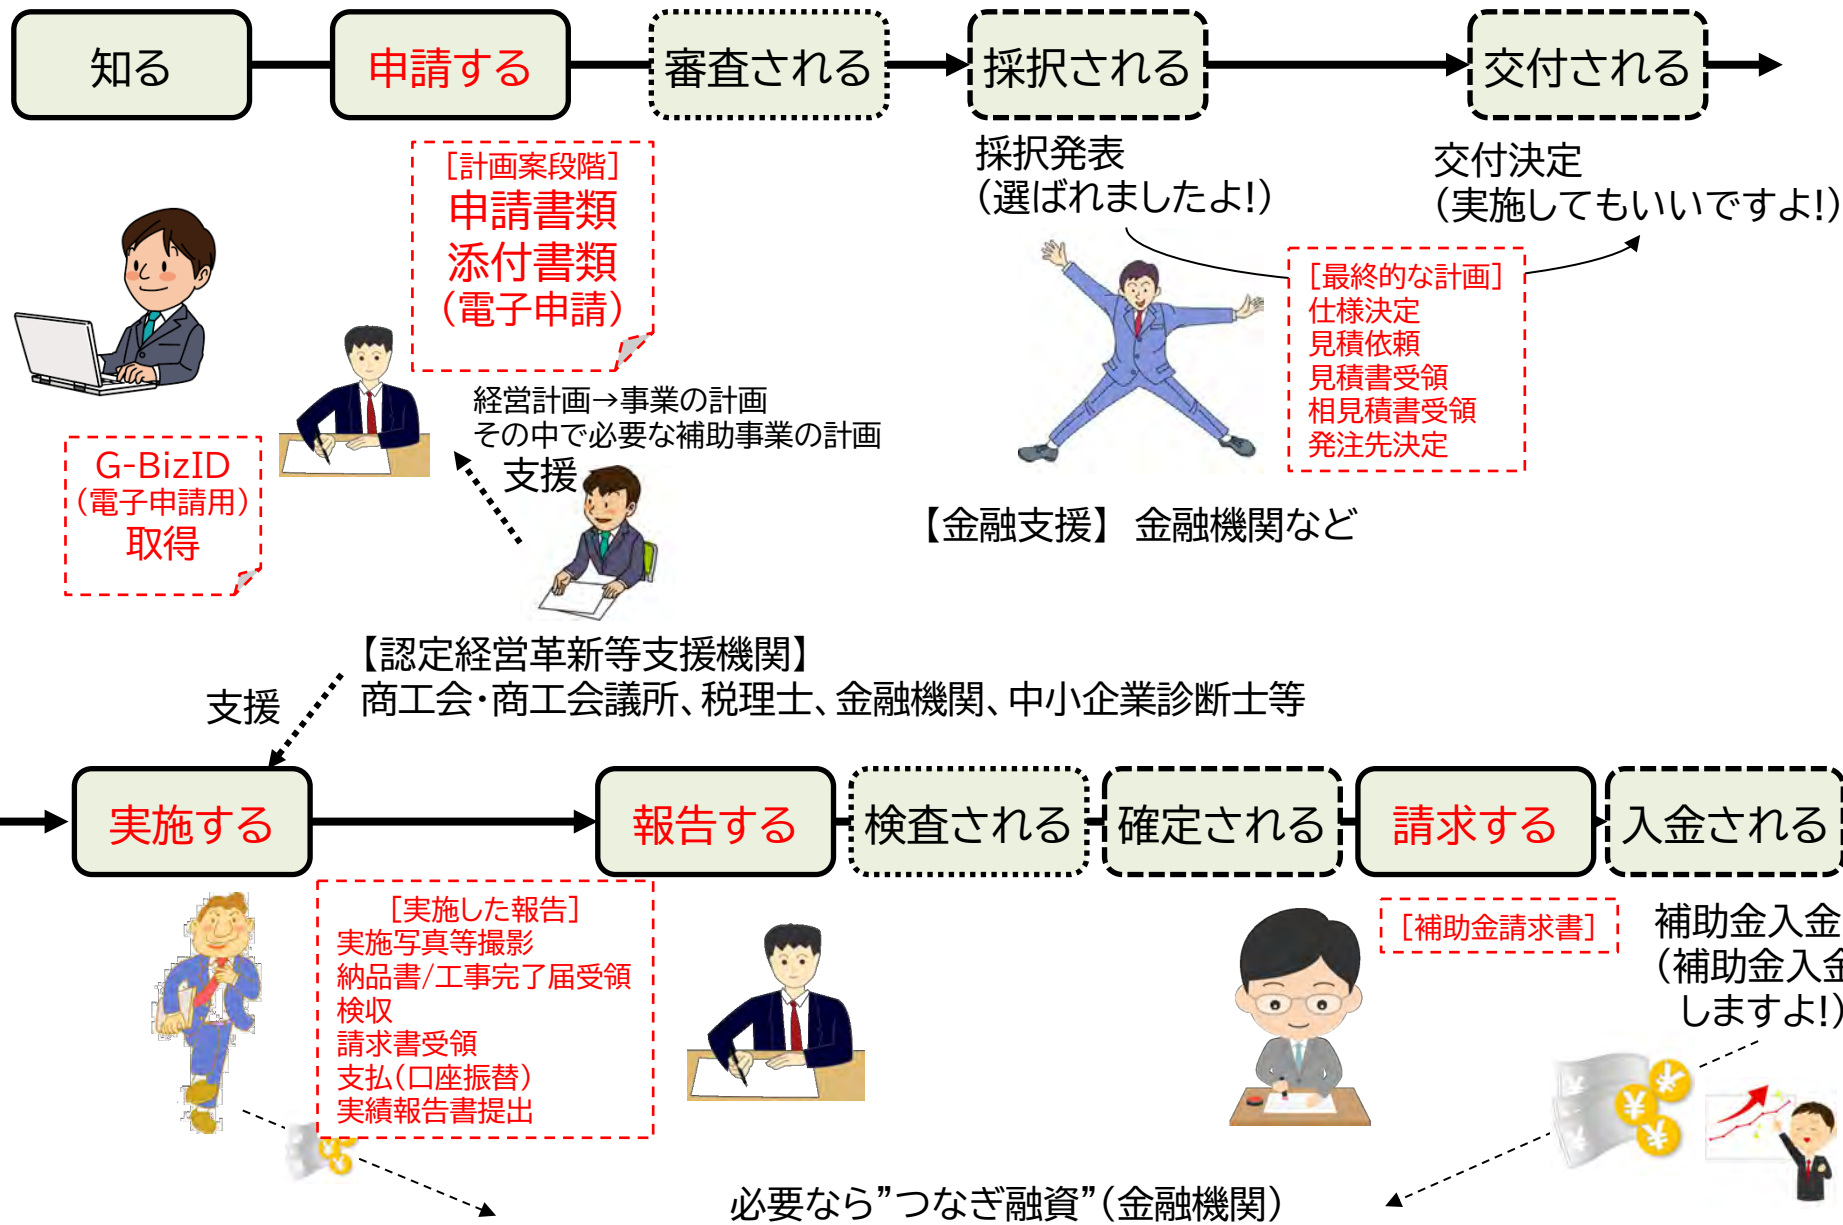 知る
申請する
審査される
採択される
交付される
[計画案段階]
申請書類
添付書類
(電子申請)
採択発表
(選ばれましたよ!)
交付決定
(実施してもいいですよ!)
[最終的な計画]
仕様決定
見積依頼
見積書受領
相見積書受領
発注先決定
G-BizID
(電子申請用)
取得
経営計画→事業の計画
その中で必要な補助事業の計画
支援
【金融支援】 金融機関など
【認定経営革新等支援機関】
商工会・商工会議所、税理士、金融機関、中小企業診断士等
支援
実施する
報告する
検査される
確定される
請求する
入金される
[実施した報告]
実施写真等撮影
納品書/工事完了届受領
検収
請求書受領
支払(口座振替)
実績報告書提出
[補助金請求書]
補助金入金
(補助金入金
しますよ!)
必要なら”つなぎ融資”(金融機関)